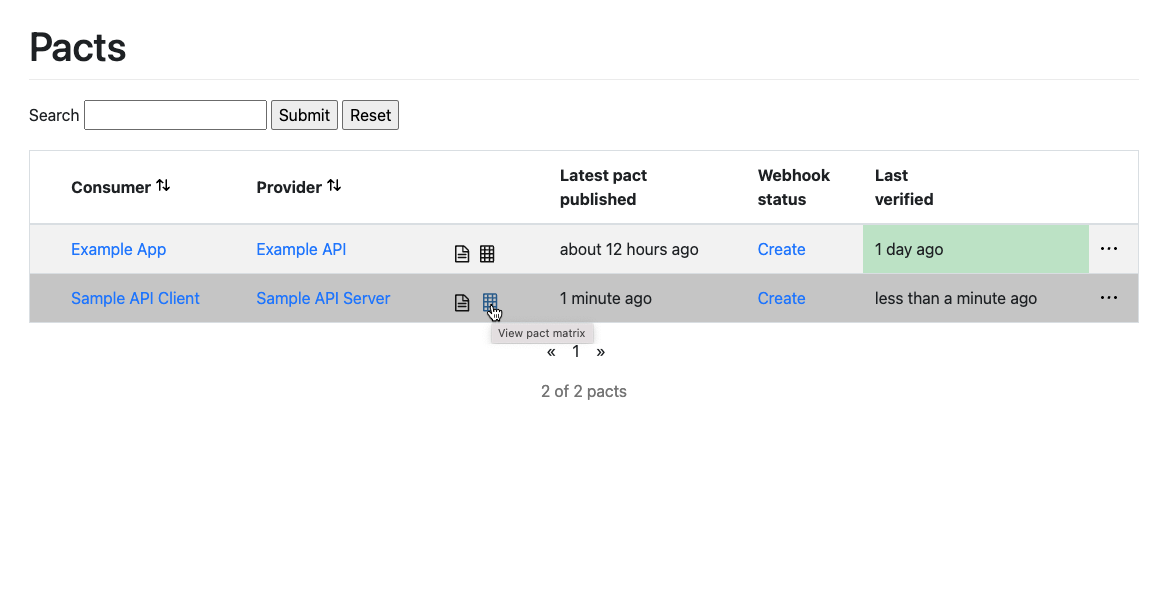 Pacts
Search Submit Reset
Consumer Provider Latest pact published Webhook status Last verified
Example App Example API about 12 hours ago Create 1 day ago ...
Sample API Client Sample API Server 1 minute ago Create less than a minute ago ...
View pact matrix
« 1 »
2 of 2 pacts